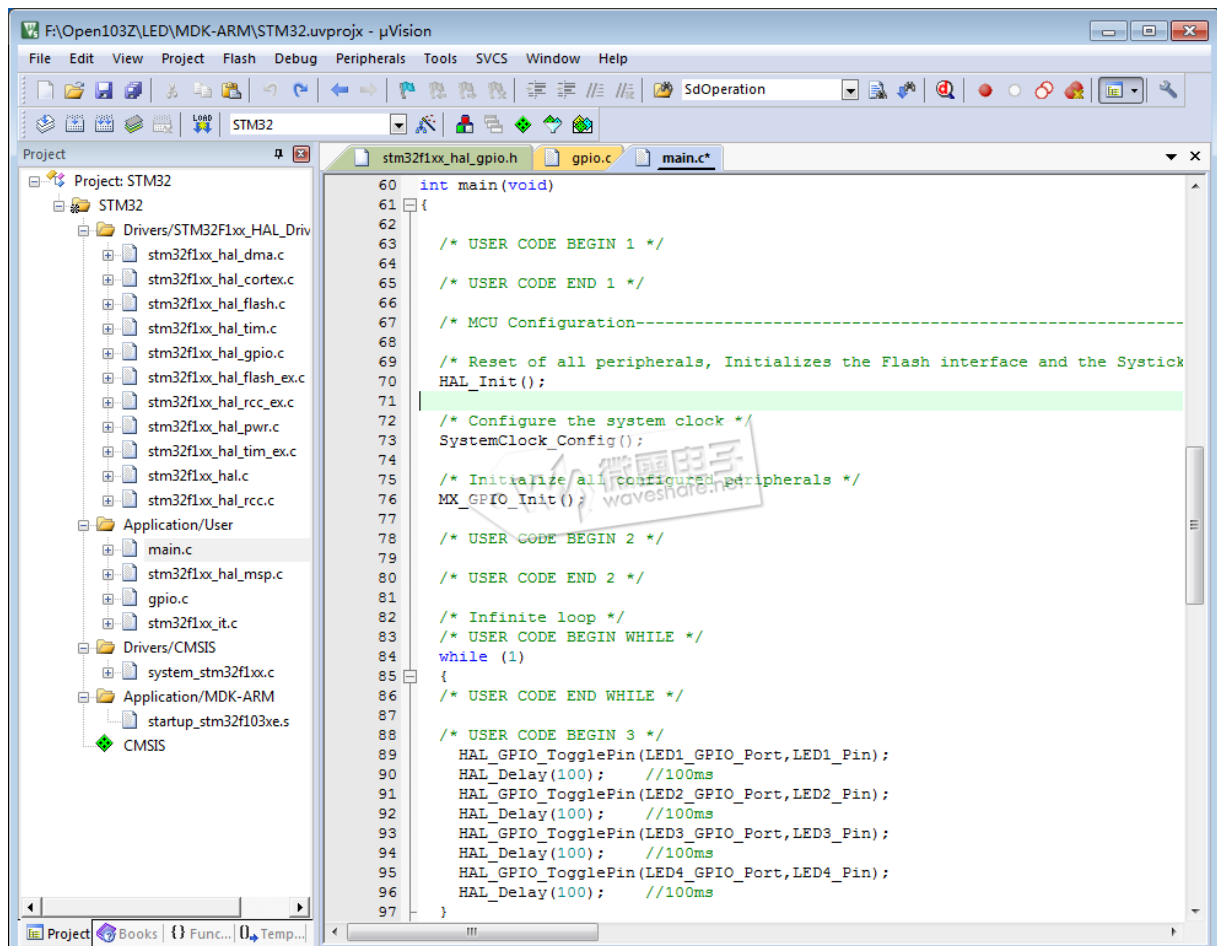 F:\Open103Z\LED\MDK-ARM\STM32.uvprojx - µVision
File Edit View Project Flash Debug Peripherals Tools SVCS Window Help
SdOperation
LOAD STM32
Project
Project: STM32
STM32
Drivers/STM32F1xx_HAL_Driv
stm32f1xx_hal_dma.c
stm32f1xx_hal_cortex.c
stm32f1xx_hal_flash.c
stm32f1xx_hal_tim.c
stm32f1xx_hal_gpio.c
stm32f1xx_hal_flash_ex.c
stm32f1xx_hal_rcc_ex.c
stm32f1xx_hal_pwr.c
stm32f1xx_hal_tim_ex.c
stm32f1xx_hal.c
stm32f1xx_hal_rcc.c
Application/User
main.c
stm32f1xx_hal_msp.c
gpio.c
stm32f1xx_it.c
Drivers/CMSIS
system_stm32f1xx.c
Application/MDK-ARM
startup_stm32f103xe.s
CMSIS
Project Books {} Func... 0 Temp...
stm32f1xx_hal_gpio.h gpio.c main.c*
60 int main(void)
61 {
62
63 /* USER CODE BEGIN 1 */
64
65 /* USER CODE END 1 */
66
67 /* MCU Configuration--------------------------------------------------------
68
69 /* Reset of all peripherals, Initializes the Flash interface and the Systick
70 HAL_Init();
71
72 /* Configure the system clock */
73 SystemClock_Config();
74
75 /* Initialize all configured peripherals */
76 MX_GPIO_Init();
77
78 /* USER CODE BEGIN 2 */
79
80 /* USER CODE END 2 */
81
82 /* Infinite loop */
83 /* USER CODE BEGIN WHILE */
84 while (1)
85 {
86 /* USER CODE END WHILE */
87
88 /* USER CODE BEGIN 3 */
89 HAL_GPIO_TogglePin(LED1_GPIO_Port,LED1_Pin);
90 HAL_Delay(100); //100ms
91 HAL_GPIO_TogglePin(LED2_GPIO_Port,LED2_Pin);
92 HAL_Delay(100); //100ms
93 HAL_GPIO_TogglePin(LED3_GPIO_Port,LED3_Pin);
94 HAL_Delay(100); //100ms
95 HAL_GPIO_TogglePin(LED4_GPIO_Port,LED4_Pin);
96 HAL_Delay(100); //100ms
97 }
微雪电子
waveshare.net